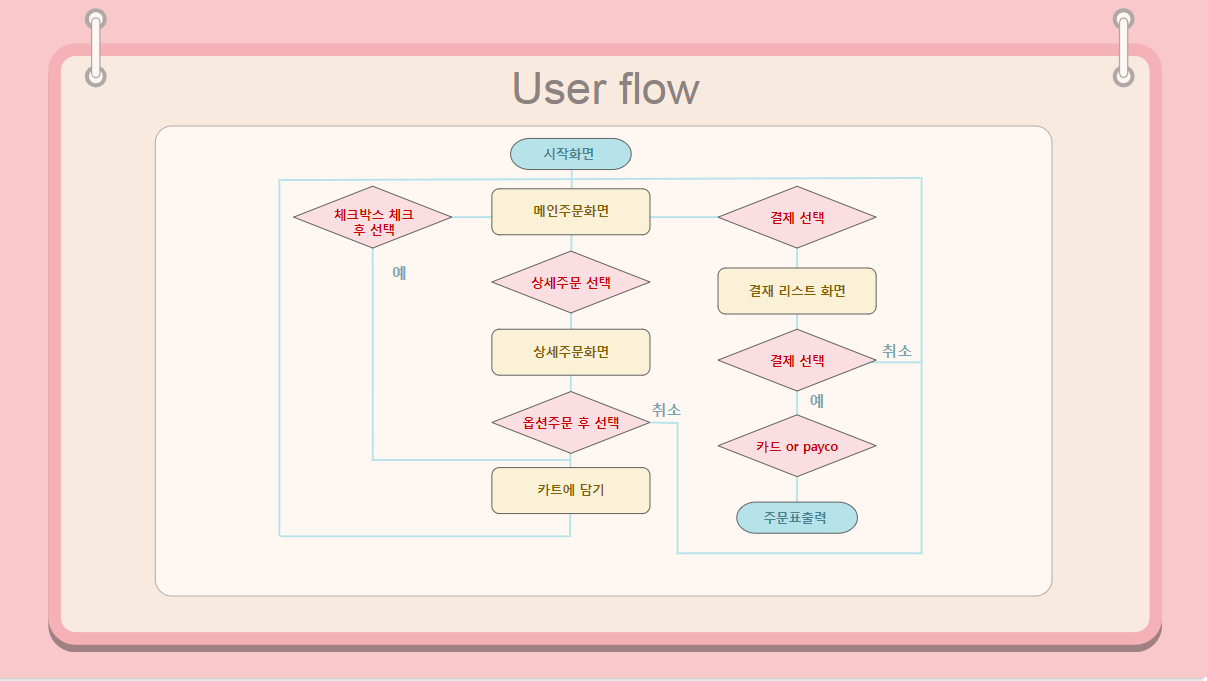 User flow
시작화면
체크박스 체크
후 선택
메인주문화면
결제 선택
예
상세주문 선택
결재 리스트 화면
상세주문화면
결제 선택
취소
예
옵션주문 후 선택
취소
카드 or payco
카트에 담기
주문표출력